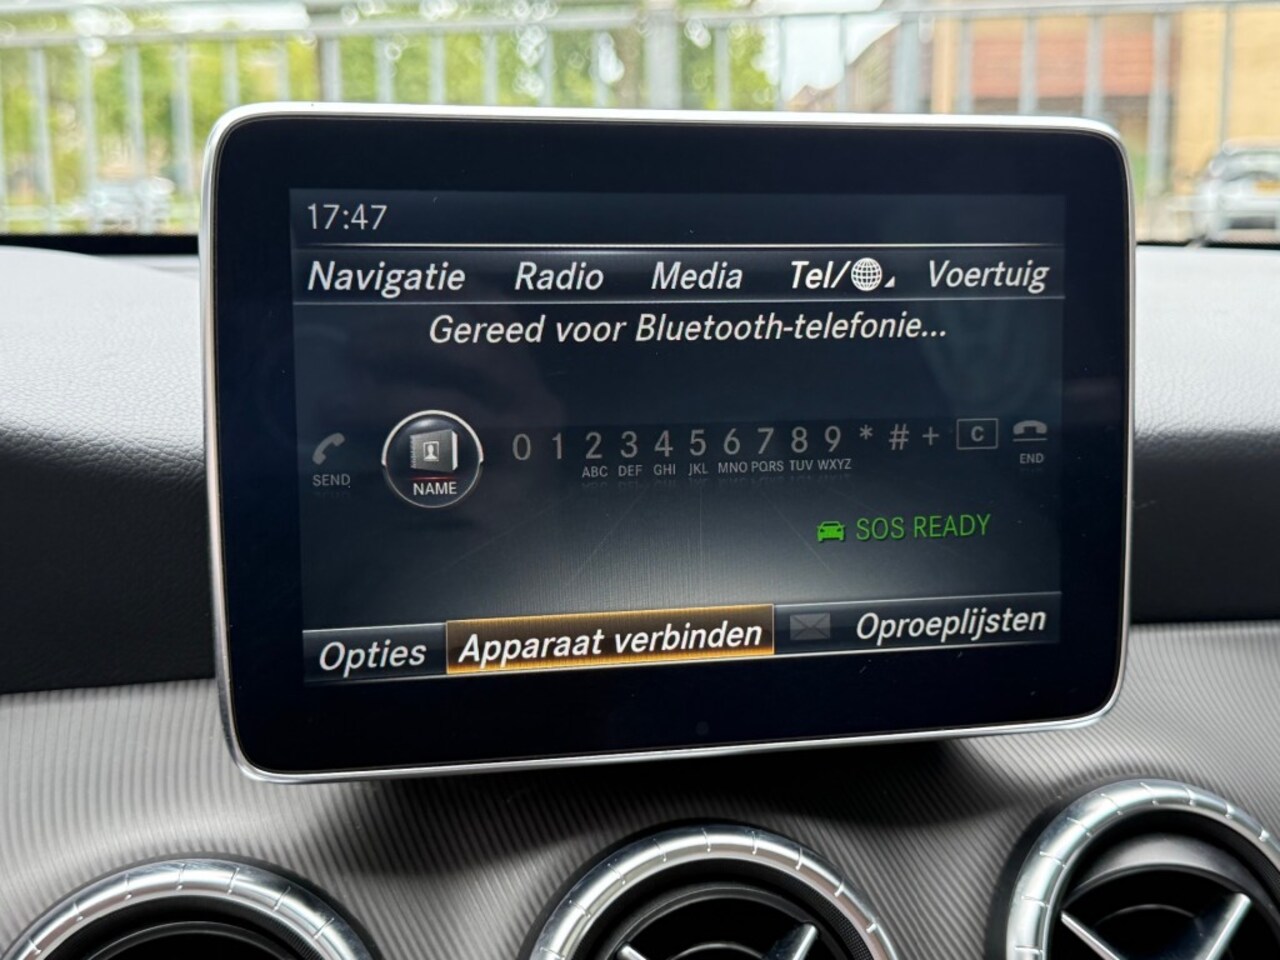 17:47
Navigatie Radio Media Tel/ Voertuig
Gereed voor Bluetooth-telefonie...
0 1 2 3 4 5 6 7 8 9 * # + C
ABC DEF GHI JKL MNO PQRS TUV WXYZ
SEND NAME END
SOS READY
Opties Apparaat verbinden Oproeplijsten